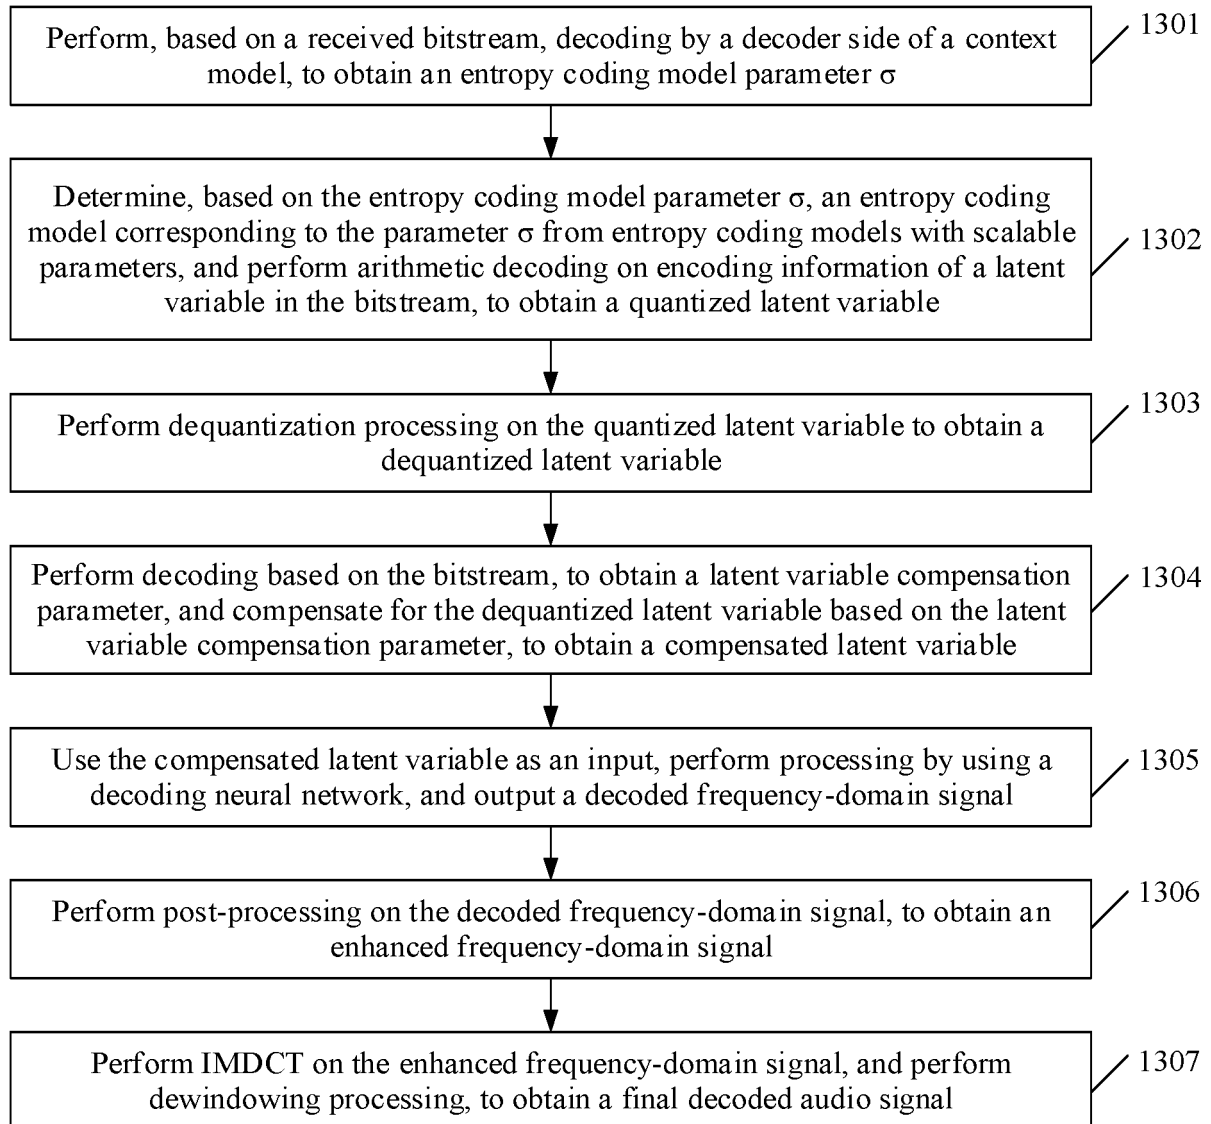 Perform, based on a received bitstream, decoding by a decoder side of a context
model, to obtain an entropy coding model parameter σ
1301
Determine, based on the entropy coding model parameter σ, an entropy coding
model corresponding to the parameter σ from entropy coding models with scalable
parameters, and perform arithmetic decoding on encoding information of a latent
variable in the bitstream, to obtain a quantized latent variable
1302
Perform dequantization processing on the quantized latent variable to obtain a
dequantized latent variable
1303
Perform decoding based on the bitstream, to obtain a latent variable compensation
parameter, and compensate for the dequantized latent variable based on the latent
variable compensation parameter, to obtain a compensated latent variable
1304
Use the compensated latent variable as an input, perform processing by using a
decoding neural network, and output a decoded frequency-domain signal
1305
Perform post-processing on the decoded frequency-domain signal, to obtain an
enhanced frequency-domain signal
1306
Perform IMDCT on the enhanced frequency-domain signal, and perform
dewindowing processing, to obtain a final decoded audio signal
1307